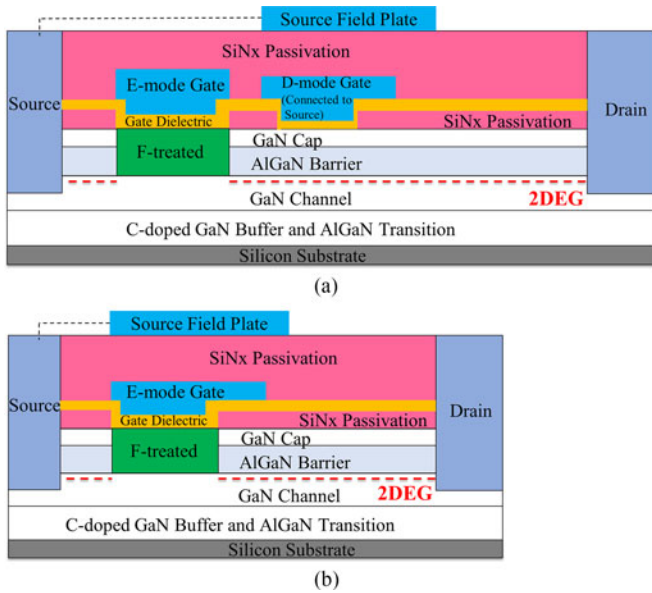 Source Field Plate
SiNx Passivation
E-mode Gate
D-mode Gate
(Connected to
Source)
Source
Drain
Gate Dielectric
SiNx Passivation
F-treated
GaN Cap
AlGaN Barrier
2DEG
GaN Channel
C-doped GaN Buffer and AlGaN Transition
Silicon Substrate
(a)
Source Field Plate
SiNx Passivation
E-mode Gate
Source
Drain
Gate Dielectric
SiNx Passivation
GaN Cap
F-treated
AlGaN Barrier
GaN Channel
2DEG
C-doped GaN Buffer and AlGaN Transition
Silicon Substrate
(b)